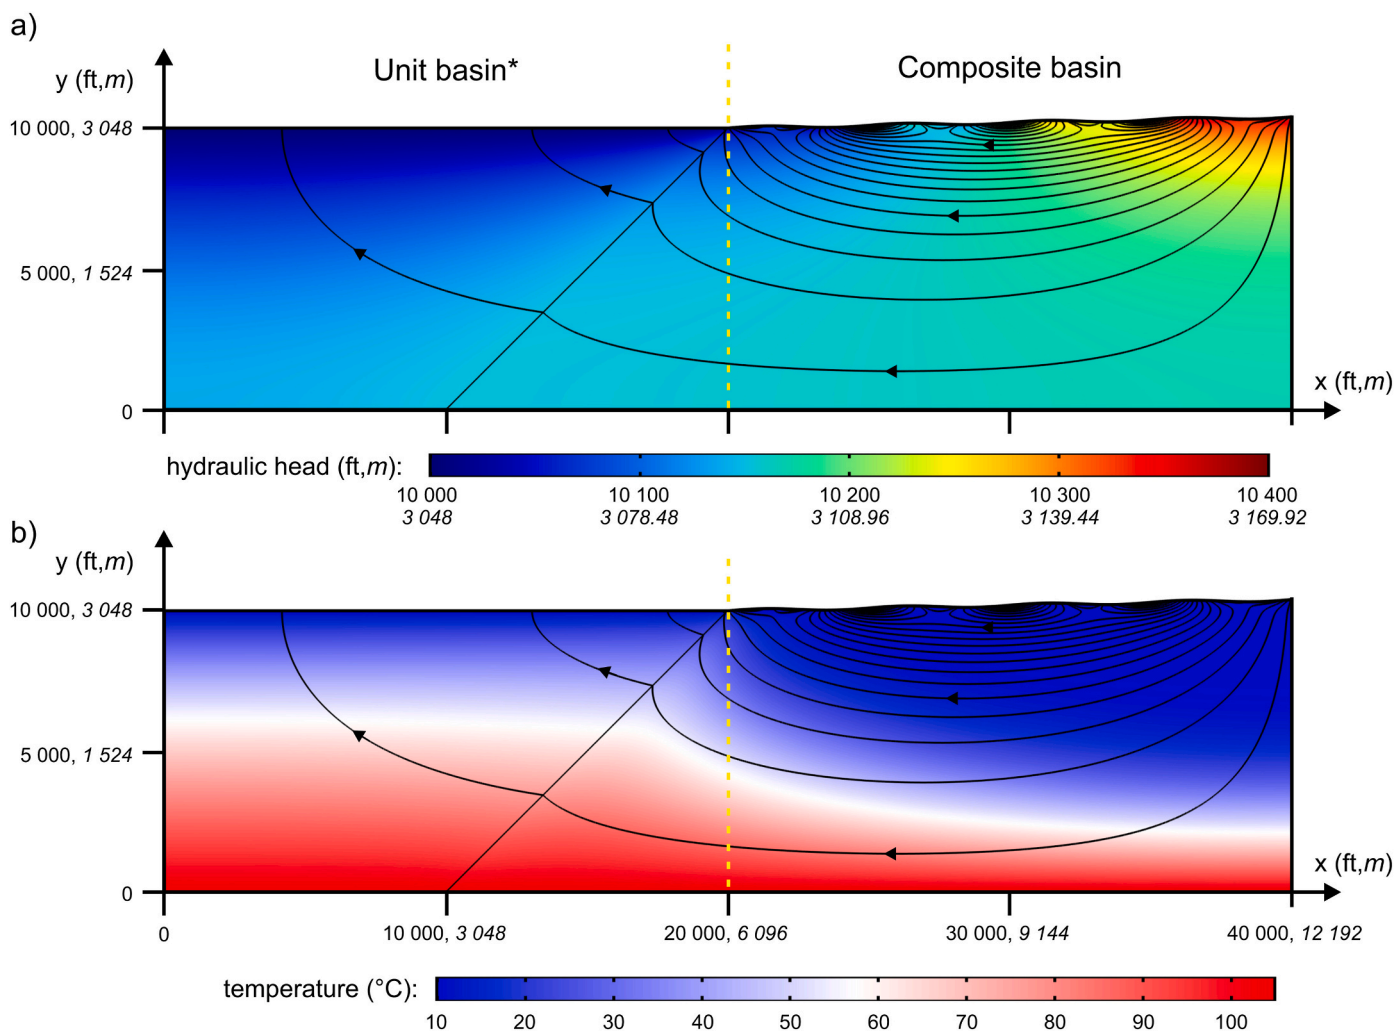 a)
Unit basin*
Composite basin
y (ft,m)
10 000, 3 048
5 000, 1 524
0
x (ft,m)
hydraulic head (ft,m):
10 000
10 100
10 200
10 300
10 400
3 048
3 078.48
3 108.96
3 139.44
3 169.92
b)
y (ft,m)
10 000, 3 048
5 000, 1 524
0
x (ft,m)
0
10 000, 3 048
20 000, 6 096
30 000, 9 144
40 000, 12 192
temperature (°C):
10
20
30
40
50
60
70
80
90
100